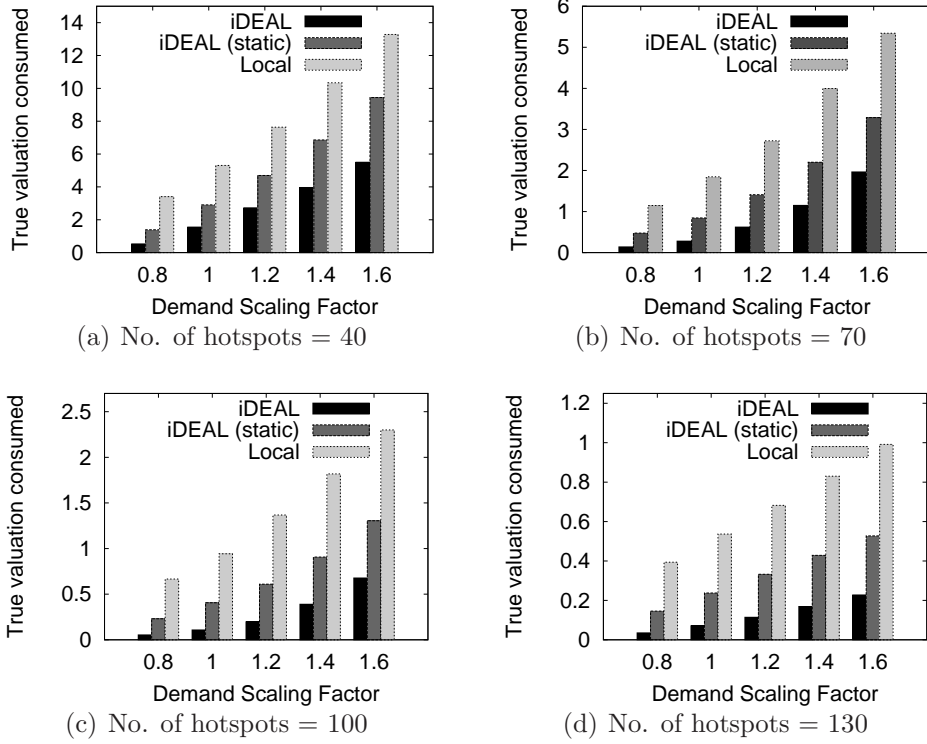 True valuation consumed
14
12
10
8
6
4
2
0
iDEAL
iDEAL (static)
Local
0.8 1 1.2 1.4 1.6
Demand Scaling Factor
(a) No. of hotspots = 40
True valuation consumed
6
5
4
3
2
1
0
iDEAL
iDEAL (static)
Local
0.8 1 1.2 1.4 1.6
Demand Scaling Factor
(b) No. of hotspots = 70
True valuation consumed
2.5
2
1.5
1
0.5
0
iDEAL
iDEAL (static)
Local
0.8 1 1.2 1.4 1.6
Demand Scaling Factor
(c) No. of hotspots = 100
True valuation consumed
1.2
1
0.8
0.6
0.4
0.2
0
iDEAL
iDEAL (static)
Local
0.8 1 1.2 1.4 1.6
Demand Scaling Factor
(d) No. of hotspots = 130